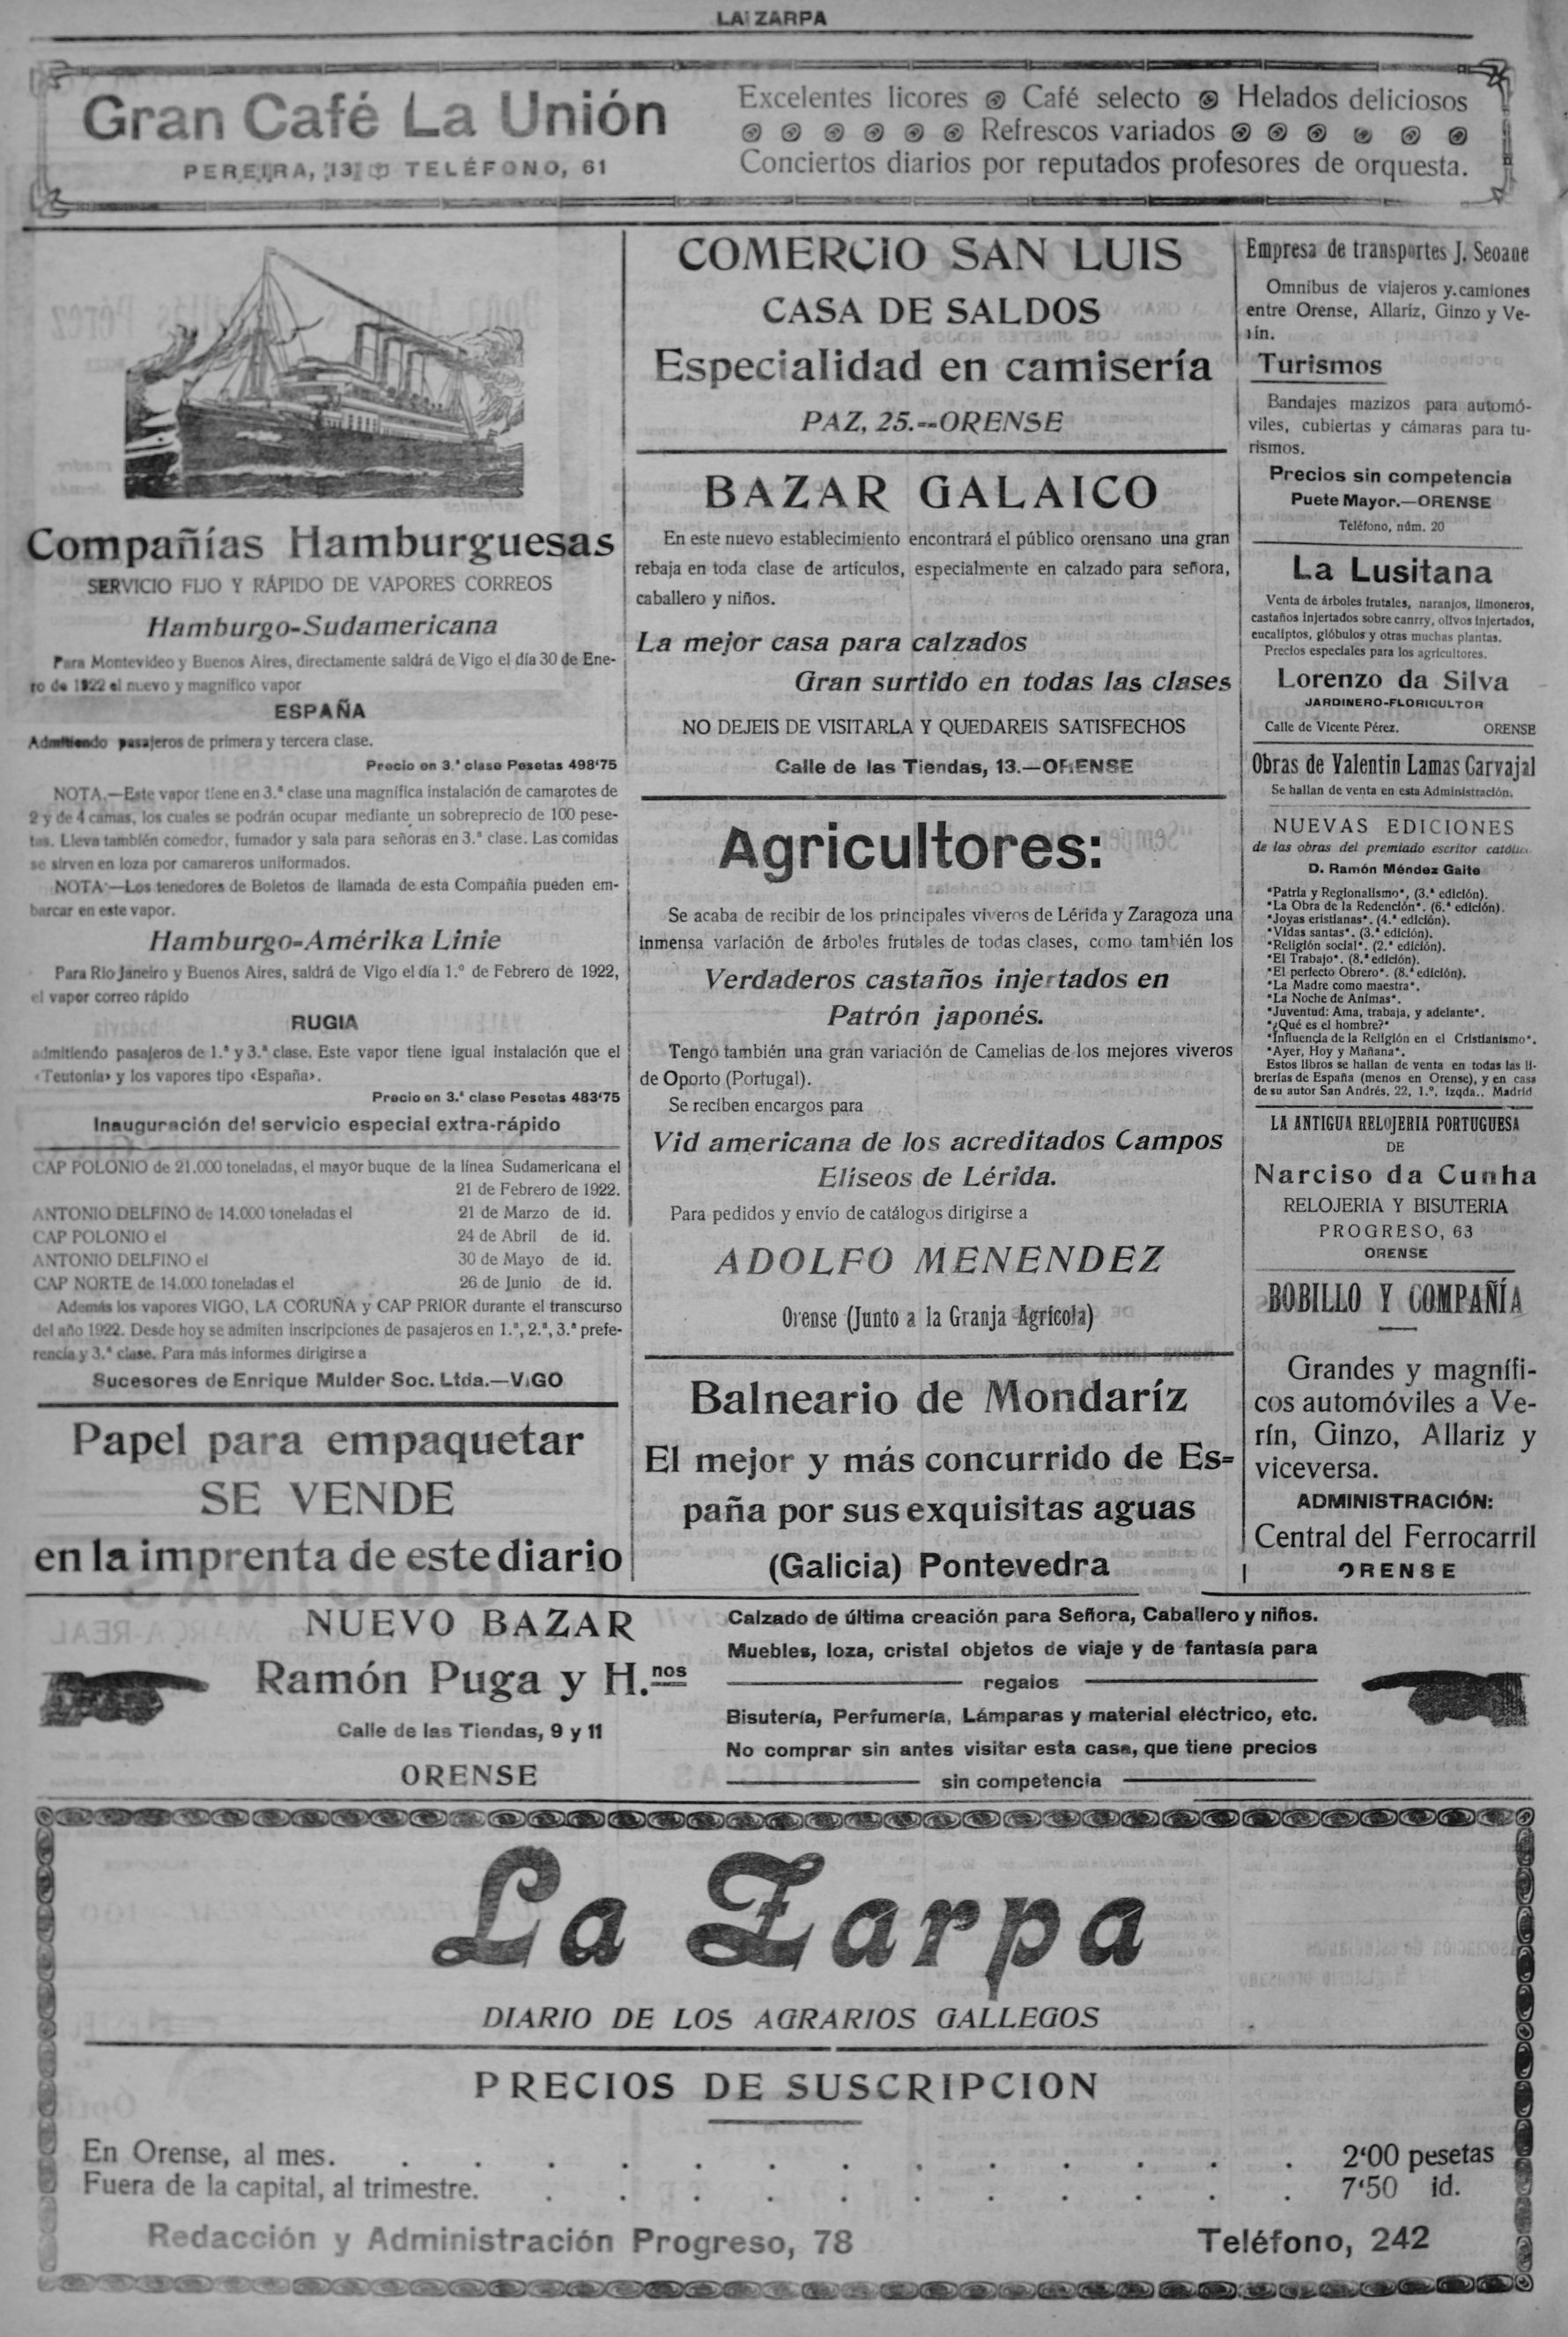 LA ZARPA
Gran Café La Unión
PEREIRA, 13 TELÉFONO, 61
Excelentes licores Café selecto Helados deliciosos
Refrescos variados
Conciertos diarios por reputados profesores de orquesta.
Compañías Hamburguesas
SERVICIO FIJO Y RÁPIDO DE VAPORES CORREOS
Hamburgo-Sudamericana
Para Montevideo y Buenos Aires, directamente saldrá de Vigo el día 30 de Ene-
ro de 1922 el nuevo y magnífico vapor
ESPAÑA
Admitiendo pasajeros de primera y tercera clase.
Precio en 3.ª clase Pesetas 498'75
NOTA.—Este vapor tiene en 3.ª clase una magnífica instalación de camarotes de
2 y de 4 camas, los cuales se podrán ocupar mediante un sobreprecio de 100 pese-
tas. Lleva también comedor, fumador y sala para señoras en 3.ª clase. Las comidas
se sirven en loza por camareros uniformados.
NOTA—Los tenedores de Boletos de llamada de esta Compañía pueden em-
barcar en este vapor.
Hamburgo-Amérika Linie
Para Rio Janeiro y Buenos Aires, saldrá de Vigo el día 1.º de Febrero de 1922,
el vapor correo rápido
RUGIA
admitiendo pasajeros de 1.ª y 3.ª clase. Este vapor tiene igual instalación que el
«Teutonia» y los vapores tipo «España».
Precio en 3.ª clase Pesetas 483'75
Inauguración del servicio especial extra-rápido
CAP POLONIO de 21.000 toneladas, el mayor buque de la línea Sudamericana el
21 de Febrero de 1922.
ANTONIO DELFINO de 14.000 toneladas el 21 de Marzo de id.
CAP POLONIO el 24 de Abril de id.
ANTONIO DELFINO el 30 de Mayo de id.
CAP NORTE de 14.000 toneladas el 26 de Junio de id.
Además los vapores VIGO, LA CORUÑA y CAP PRIOR durante el transcurso
del año 1922. Desde hoy se admiten inscripciones de pasajeros en 1.ª, 2.ª, 3.ª prefe-
rencia y 3.ª clase. Para más informes dirigirse a
Sucesores de Enrique Mulder Soc. Ltda.—VIGO
Papel para empaquetar
SE VENDE
en la imprenta de este diario
COMERCIO SAN LUIS
CASA DE SALDOS
Especialidad en camisería
PAZ, 25.--ORENSE
BAZAR GALAICO
En este nuevo establecimiento encontrará el público orensano una gran
rebaja en toda clase de artículos, especialmente en calzado para señora,
caballero y niños.
La mejor casa para calzados
Gran surtido en todas las clases
NO DEJEIS DE VISITARLA Y QUEDAREIS SATISFECHOS
Calle de las Tiendas, 13.—ORENSE
Agricultores:
Se acaba de recibir de los principales viveros de Lérida y Zaragoza una
inmensa variación de árboles frutales de todas clases, como también los
Verdaderos castaños injertados en
Patrón japonés.
Tengo también una gran variación de Camelias de los mejores viveros
de Oporto (Portugal).
Se reciben encargos para
Vid americana de los acreditados Campos
Elíseos de Lérida.
Para pedidos y envío de catálogos dirigirse a
ADOLFO MENENDEZ
Orense (Junto a la Granja Agrícola)
Balneario de Mondaríz
El mejor y más concurrido de Es-
paña por sus exquisitas aguas
(Galicia) Pontevedra
Empresa de transportes J. Seoane
Omnibus de viajeros y.camiones
entre Orense, Allariz, Ginzo y Ve-
rín.
Turismos
Bandajes mazizos para automó-
viles, cubiertas y cámaras para tu-
rismos.
Precios sin competencia
Puete Mayor.—ORENSE
Teléfono, núm. 20
La Lusitana
Venta de árboles frutales, naranjos, limoneros,
castaños injertados sobre canrry, olivos injertados,
eucaliptos, glóbulos y otras muchas plantas.
Precios especiales para los agricultores.
Lorenzo da Silva
JARDINERO-FLORICULTOR
Calle de Vicente Pérez. ORENSE
Obras de Valentin Lamas Carvajal
Se hallan de venta en esta Administración.
NUEVAS EDICIONES
de las obras del premiado escritor católico
D. Ramón Méndez Gaite
"Patria y Regionalismo", (3.ª edición).
"La Obra de la Redención". (6.ª edición).
"Joyas cristianas". (4.ª edición).
"Vidas santas". (3.ª edición).
"Religión social". (2.ª edición).
"El Trabajo". (8.ª edición).
"El perfecto Obrero". (8.ª edición).
"La Madre como maestra".
"La Noche de Animas".
"Juventud: Ama, trabaja, y adelante".
"¿Qué es el hombre?"
"Influencia de la Religión en el Cristianismo".
"Ayer, Hoy y Mañana".
Estos libros se hallan de venta en todas las li-
brerías de España (menos en Orense), y en casa
de su autor San Andrés, 22, 1.º, Izqda.. Madrid
LA ANTIGUA RELOJERIA PORTUGUESA
DE
Narciso da Cunha
RELOJERIA Y BISUTERIA
PROGRESO, 63
ORENSE
BOBILLO Y COMPAÑÍA
Grandes y magnífi-
cos automóviles a Ve-
rín, Ginzo, Allariz y
viceversa.
ADMINISTRACIÓN:
Central del Ferrocarril
ORENSE
NUEVO BAZAR
Ramón Puga y H.nos
Calle de las Tiendas, 9 y 11
ORENSE
Calzado de última creación para Señora, Caballero y niños.
Muebles, loza, cristal objetos de viaje y de fantasía para
regalos
Bisutería, Perfumería, Lámparas y material eléctrico, etc.
No comprar sin antes visitar esta casa, que tiene precios
sin competencia
La Zarpa
DIARIO DE LOS AGRARIOS GALLEGOS
PRECIOS DE SUSCRIPCION
En Orense, al mes. . . . . . . . . . . . . . 2'00 pesetas
Fuera de la capital, al trimestre. . . . . . . . . . . . 7'50 id.
Redacción y Administración Progreso, 78 Teléfono, 242